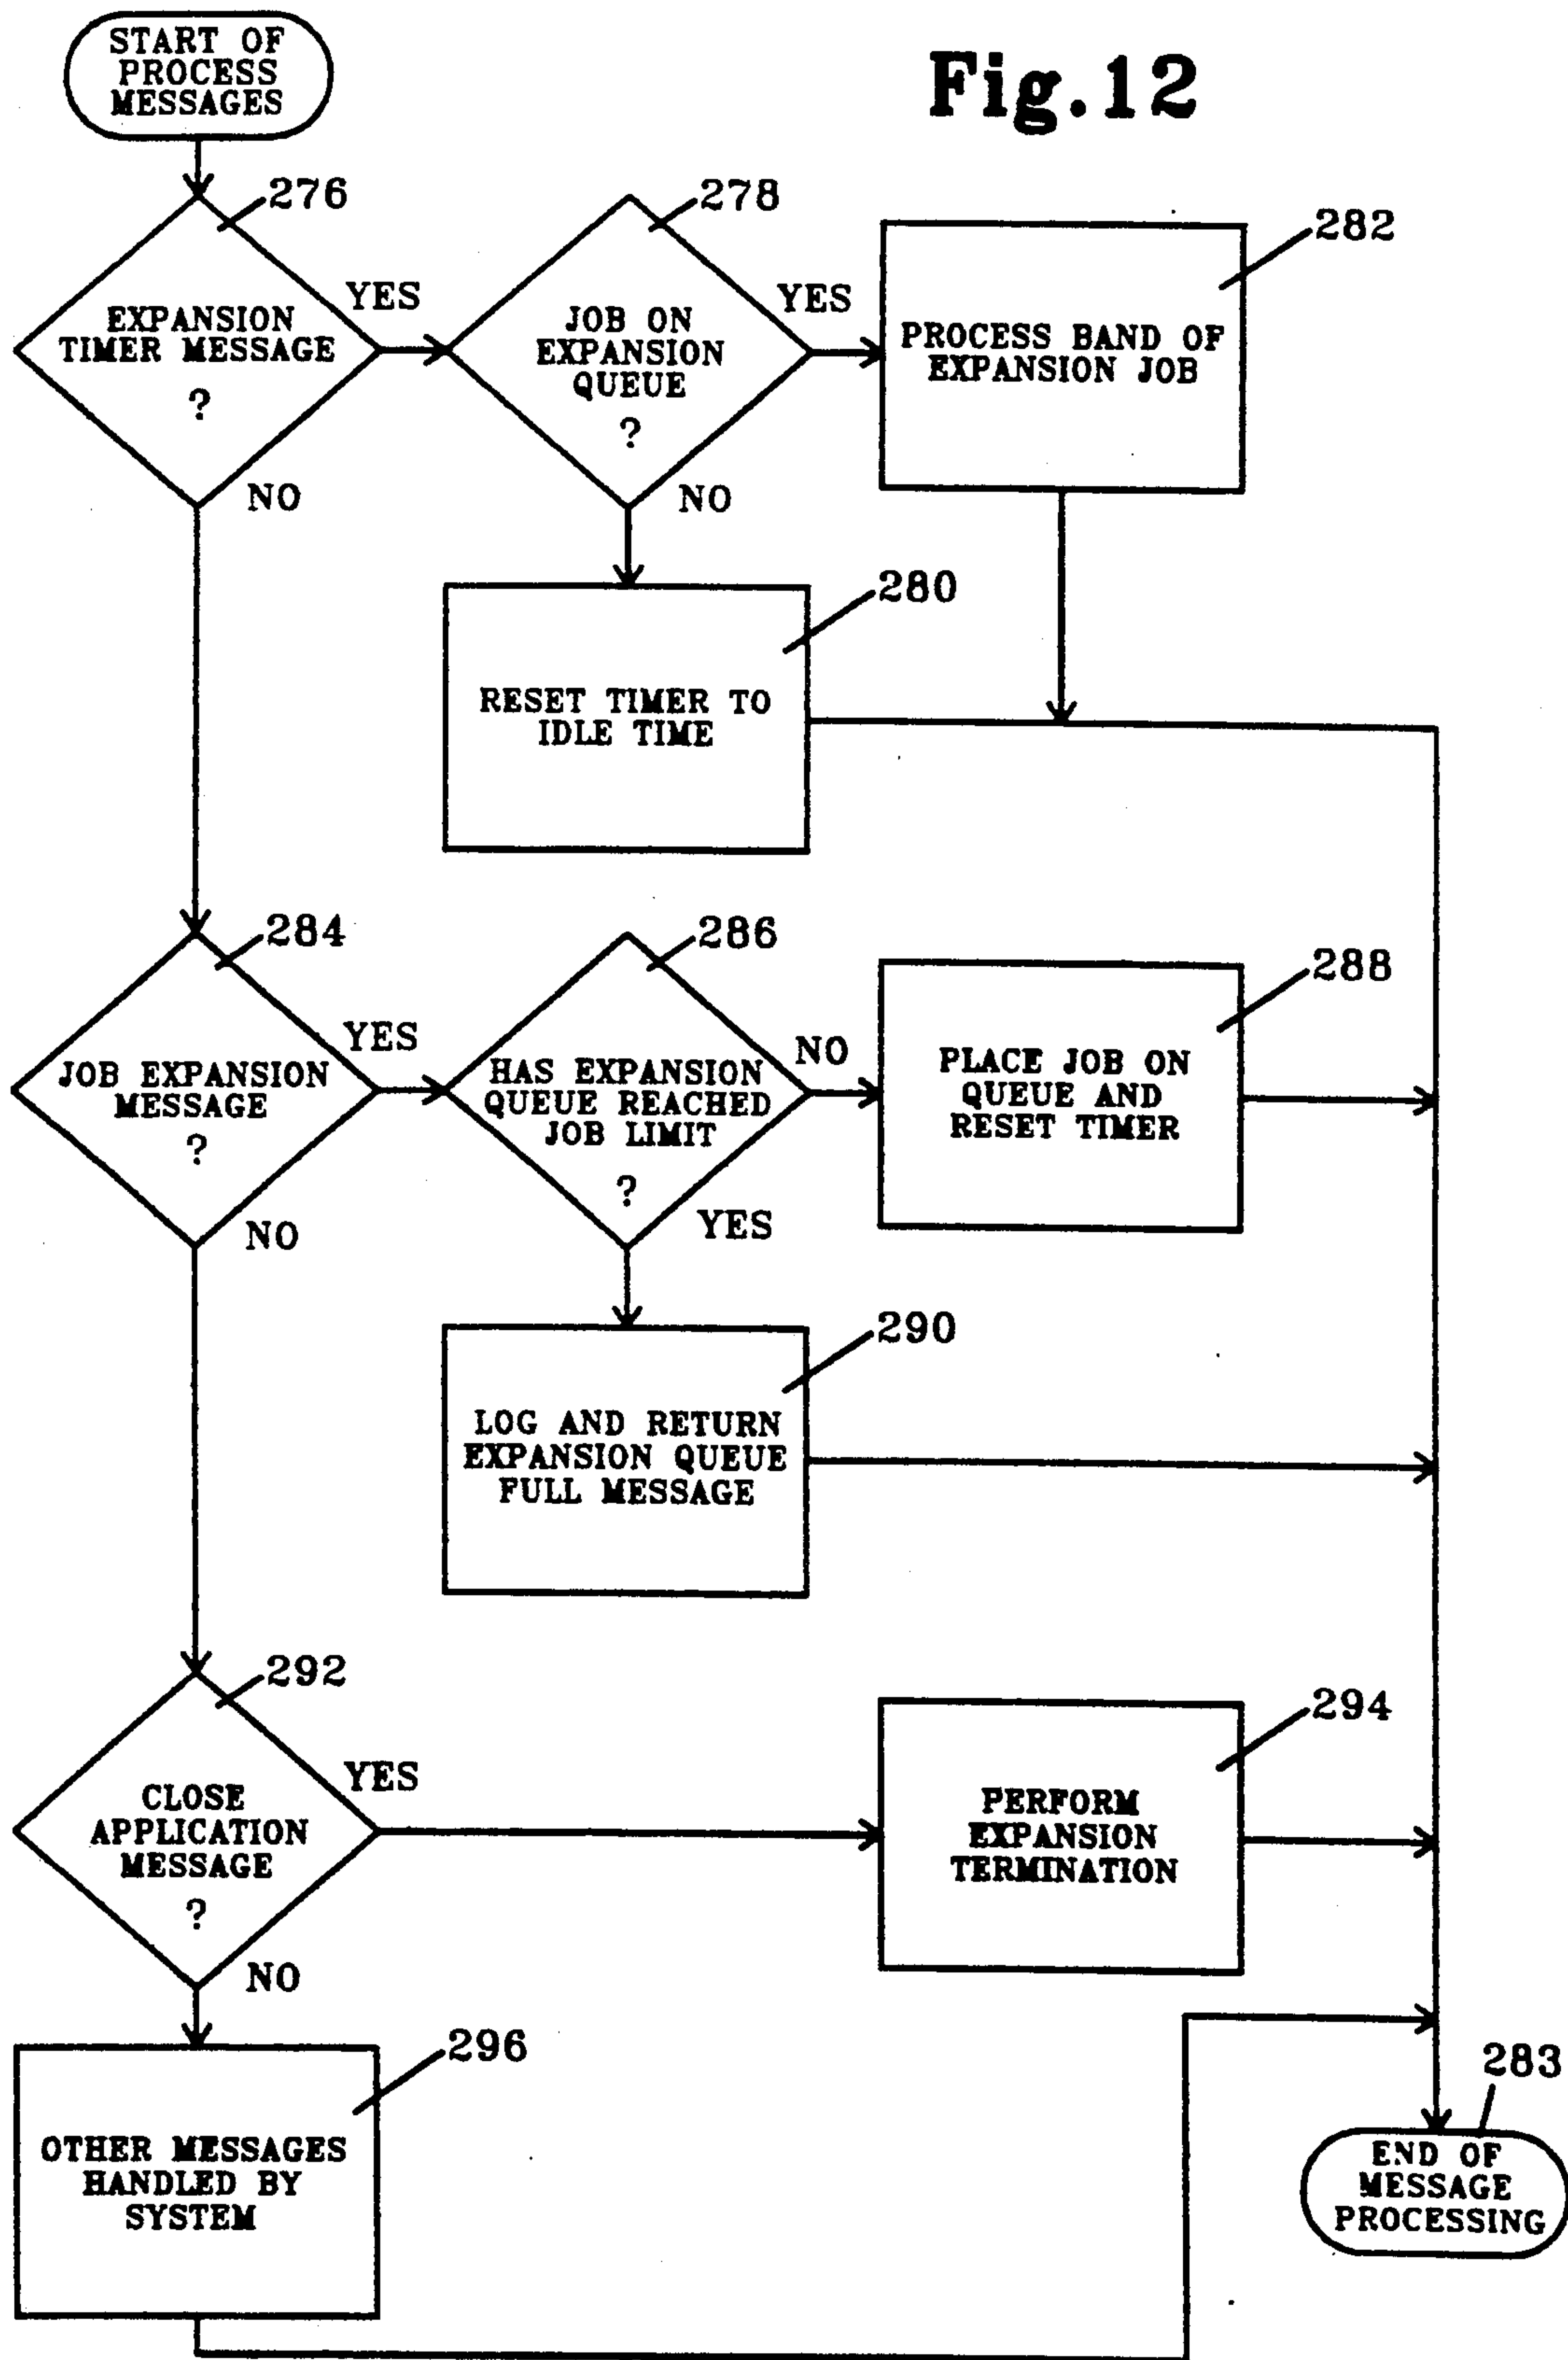 START OF
PROCESS
MESSAGES
Fig.12
276
278
282
EXPANSION
TIMER MESSAGE
?
YES
JOB ON
EXPANSION
QUEUE
?
YES
PROCESS BAND OF
EXPANSION JOB
NO
NO
280
RESET TIMER TO
IDLE TIME
284
286
288
JOB EXPANSION
MESSAGE
?
YES
HAS EXPANSION
QUEUE REACHED
JOB LIMIT
?
NO
PLACE JOB ON
QUEUE AND
RESET TIMER
NO
YES
290
LOG AND RETURN
EXPANSION QUEUE
FULL MESSAGE
292
294
CLOSE
APPLICATION
MESSAGE
?
YES
PERFORM
EXPANSION
TERMINATION
NO
296
OTHER MESSAGES
HANDLED BY
SYSTEM
283
END OF
MESSAGE
PROCESSING